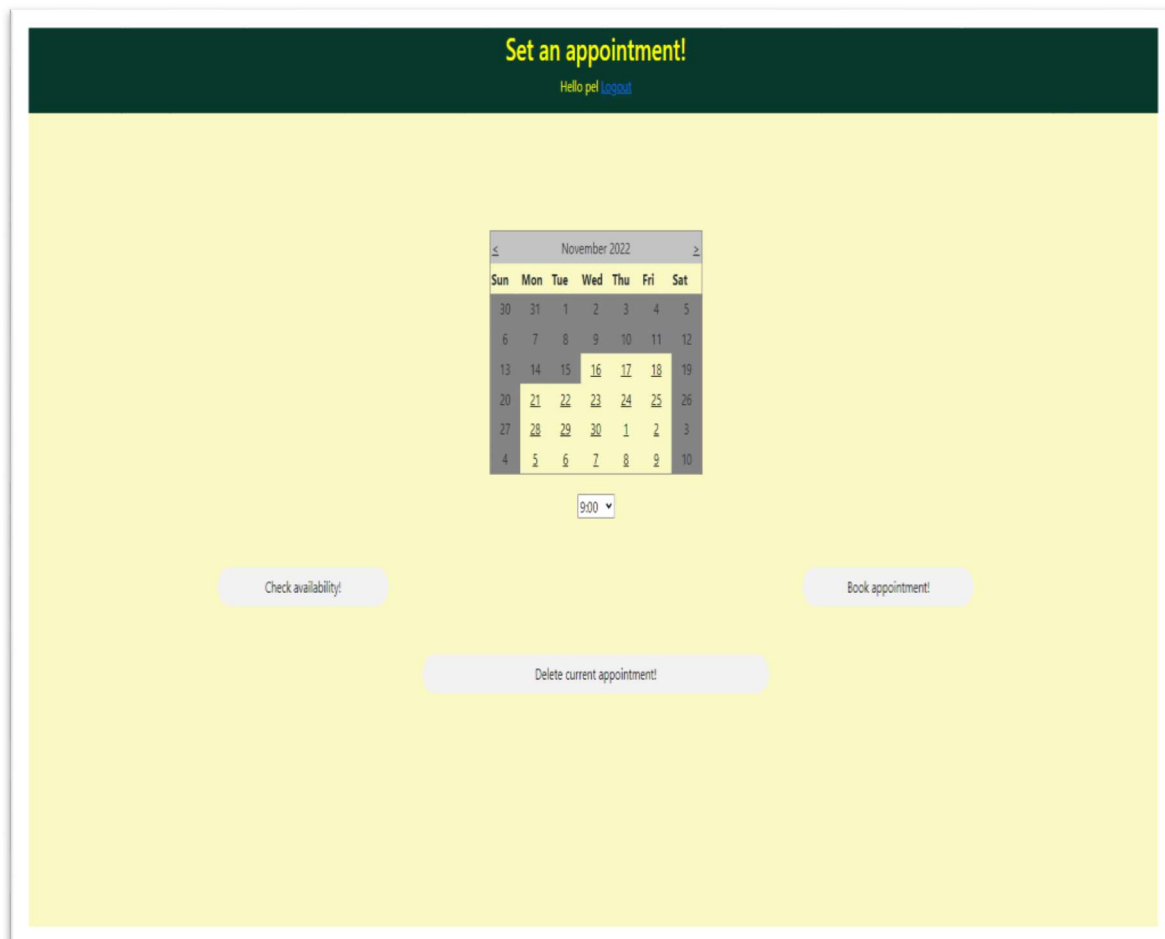 Set an appointment!
Hello pel Logout
< November 2022 >
Sun Mon Tue Wed Thu Fri Sat
30 31 1 2 3 4 5
6 7 8 9 10 11 12
13 14 15 16 17 18 19
20 21 22 23 24 25 26
27 28 29 30 1 2 3
4 5 6 7 8 9 10
9:00
Check availability! Book appointment!
Delete current appointment!